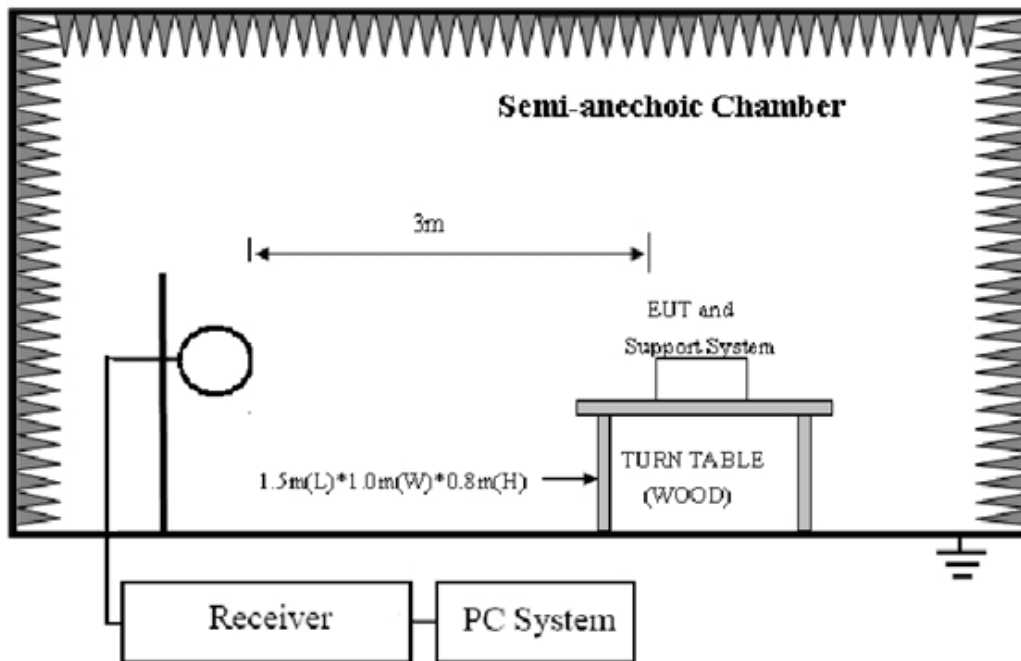 Semi-anechoic Chamber
3m
EUT and
Support System
1.5m(L)*1.0m(W)*0.8m(H)
TURN TABLE
(WOOD)
Receiver
PC System